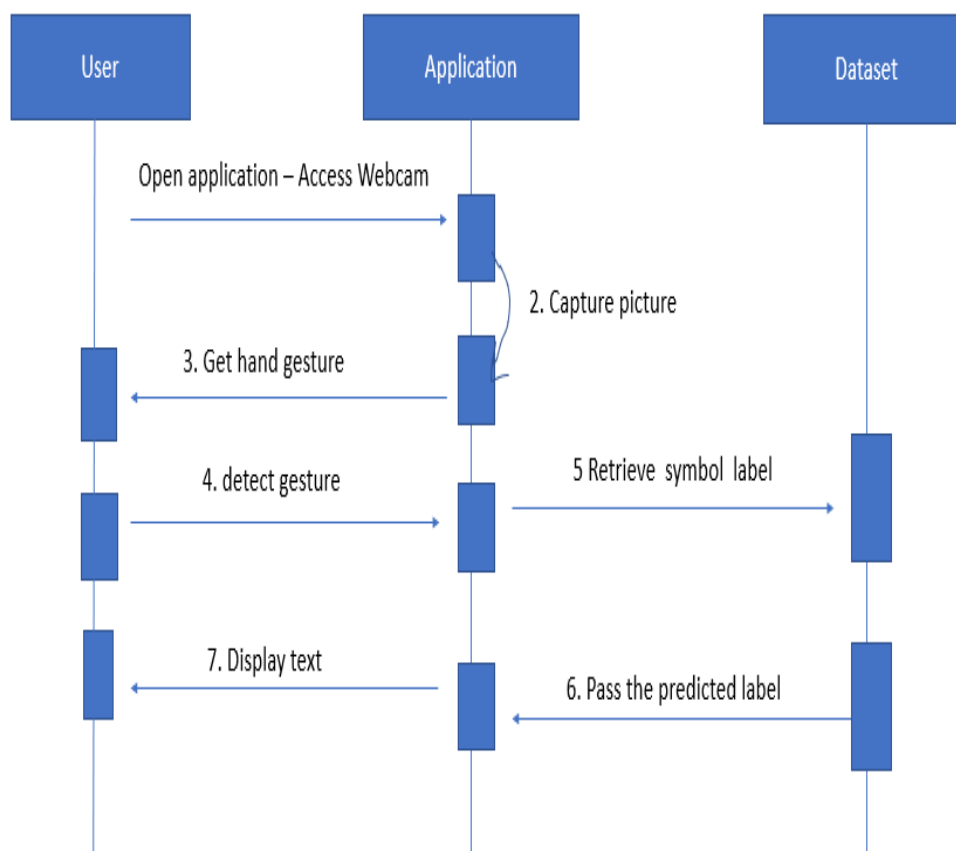 User
Application
Dataset
Open application – Access Webcam
2. Capture picture
3. Get hand gesture
4. detect gesture
5 Retrieve symbol label
7. Display text
6. Pass the predicted label